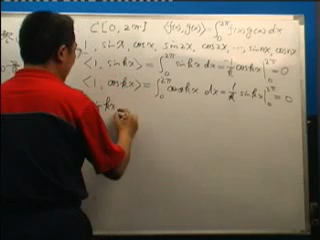 C[0, 2π] <f(x), g(x)> = ∫₀^{2π} f(x)g(x) dx
1, sin x, cos x, sin 2x, cos 2x, ..., sin nx, cos nx
<1, sin kx> = ∫₀^{2π} sin kx dx = -1/k cos kx |₀^{2π} = 0
<1, cos kx> = ∫₀^{2π} cos kx dx = 1/k sin kx |₀^{2π} = 0
in kx